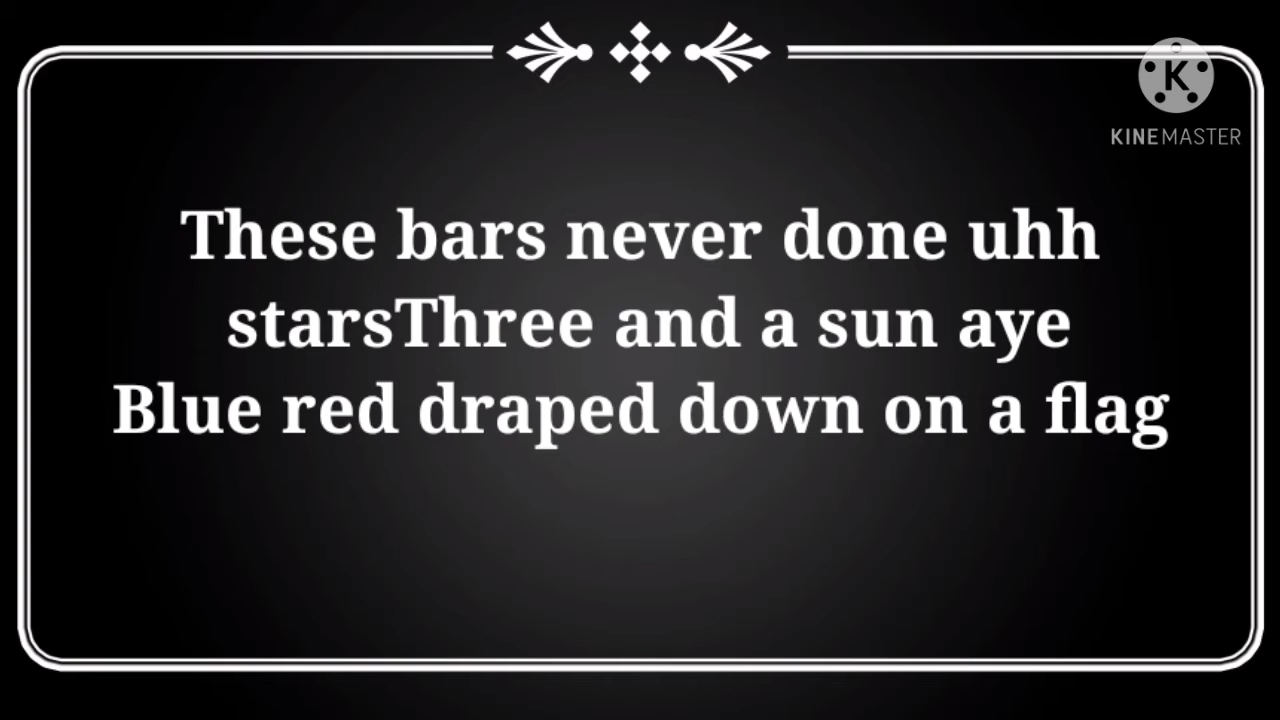 K
KINEMASTER
These bars never done uhh
starsThree and a sun aye
Blue red draped down on a flag